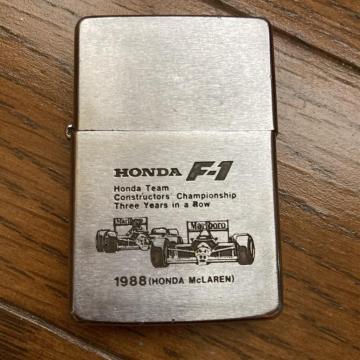 HONDA F-1
Honda Team
Constructors' Championship
Three Years in a Row
Marlboro
Marlboro
1988 (HONDA McLAREN)